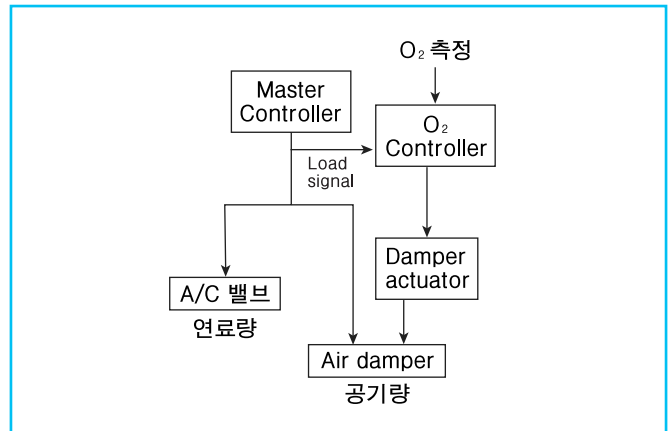 O₂ 측정
Master
Controller
O₂
Controller
Load
signal
Damper
actuator
A/C 밸브
연료량
Air damper
공기량